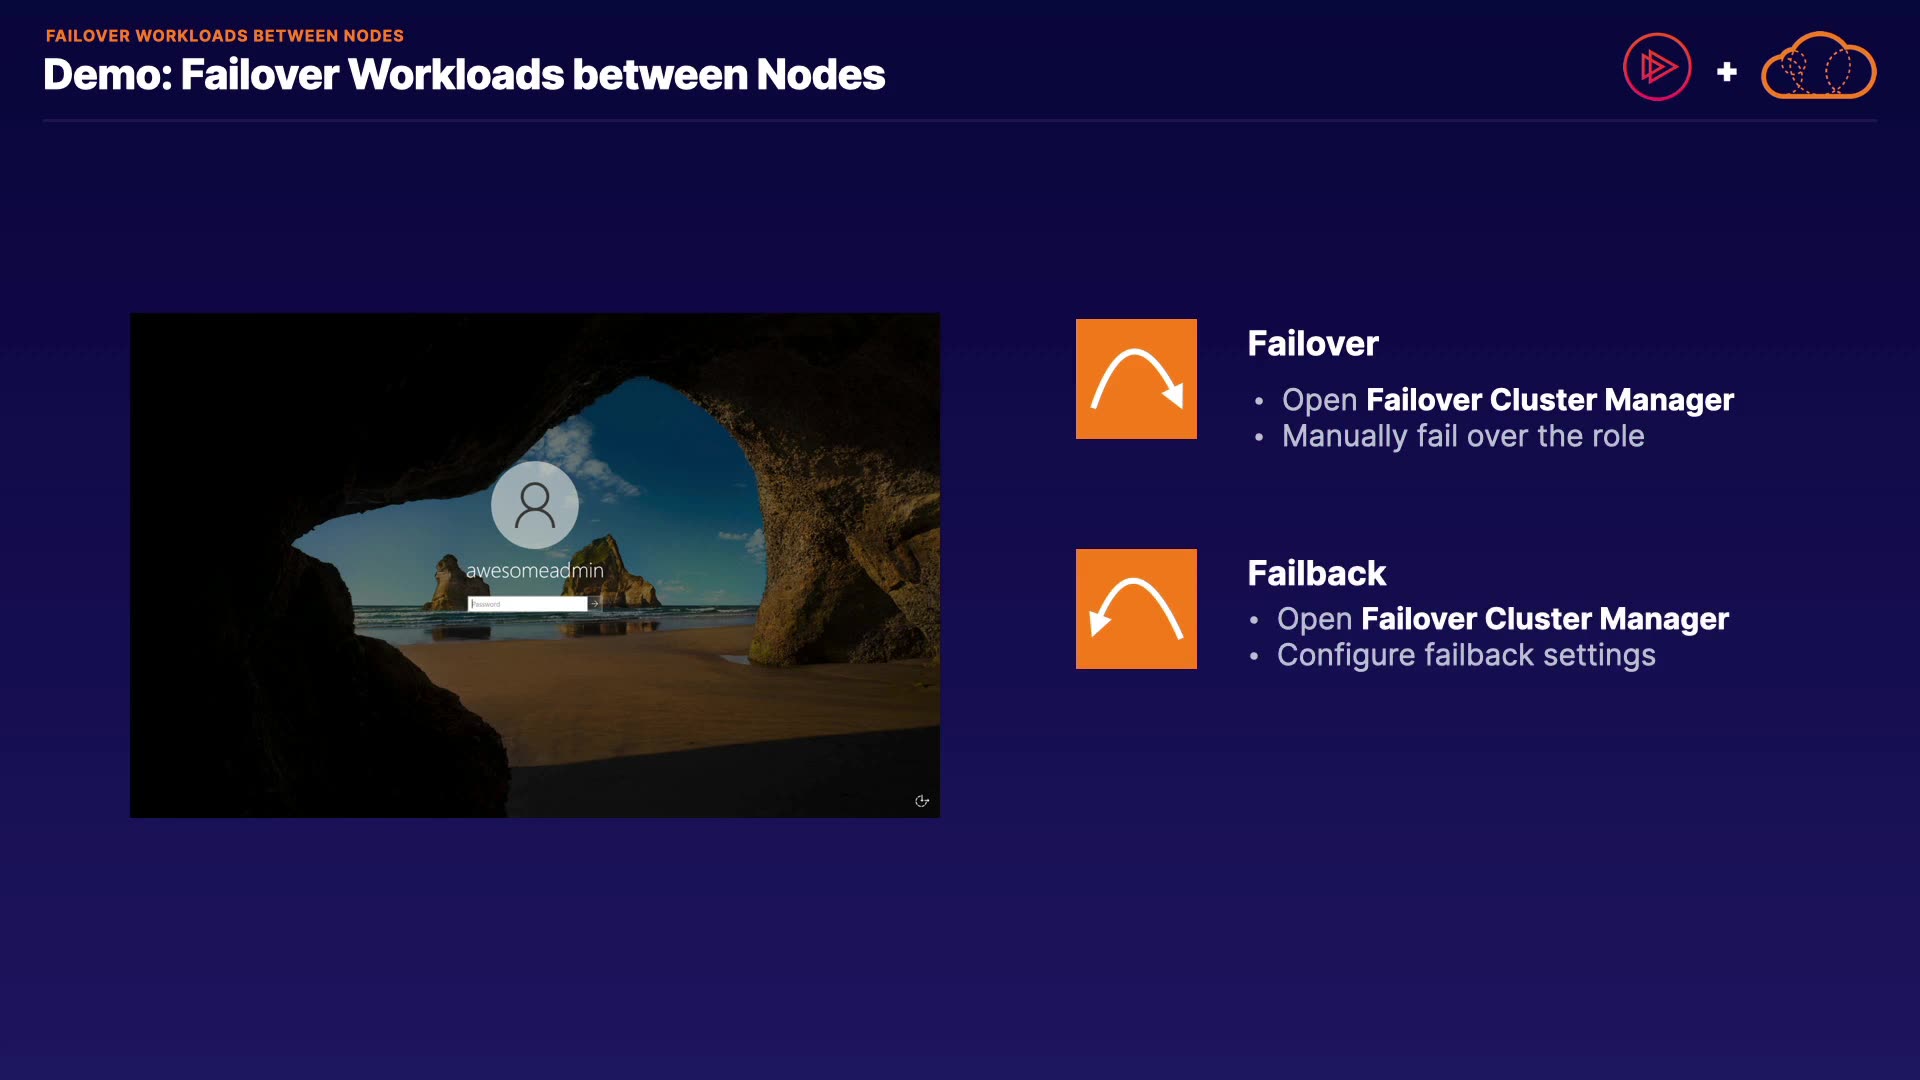 FAILOVER WORKLOADS BETWEEN NODES
Demo: Failover Workloads between Nodes
+
awesomeadmin
Password
Failover
• Open Failover Cluster Manager
• Manually fail over the role
Failback
• Open Failover Cluster Manager
• Configure failback settings